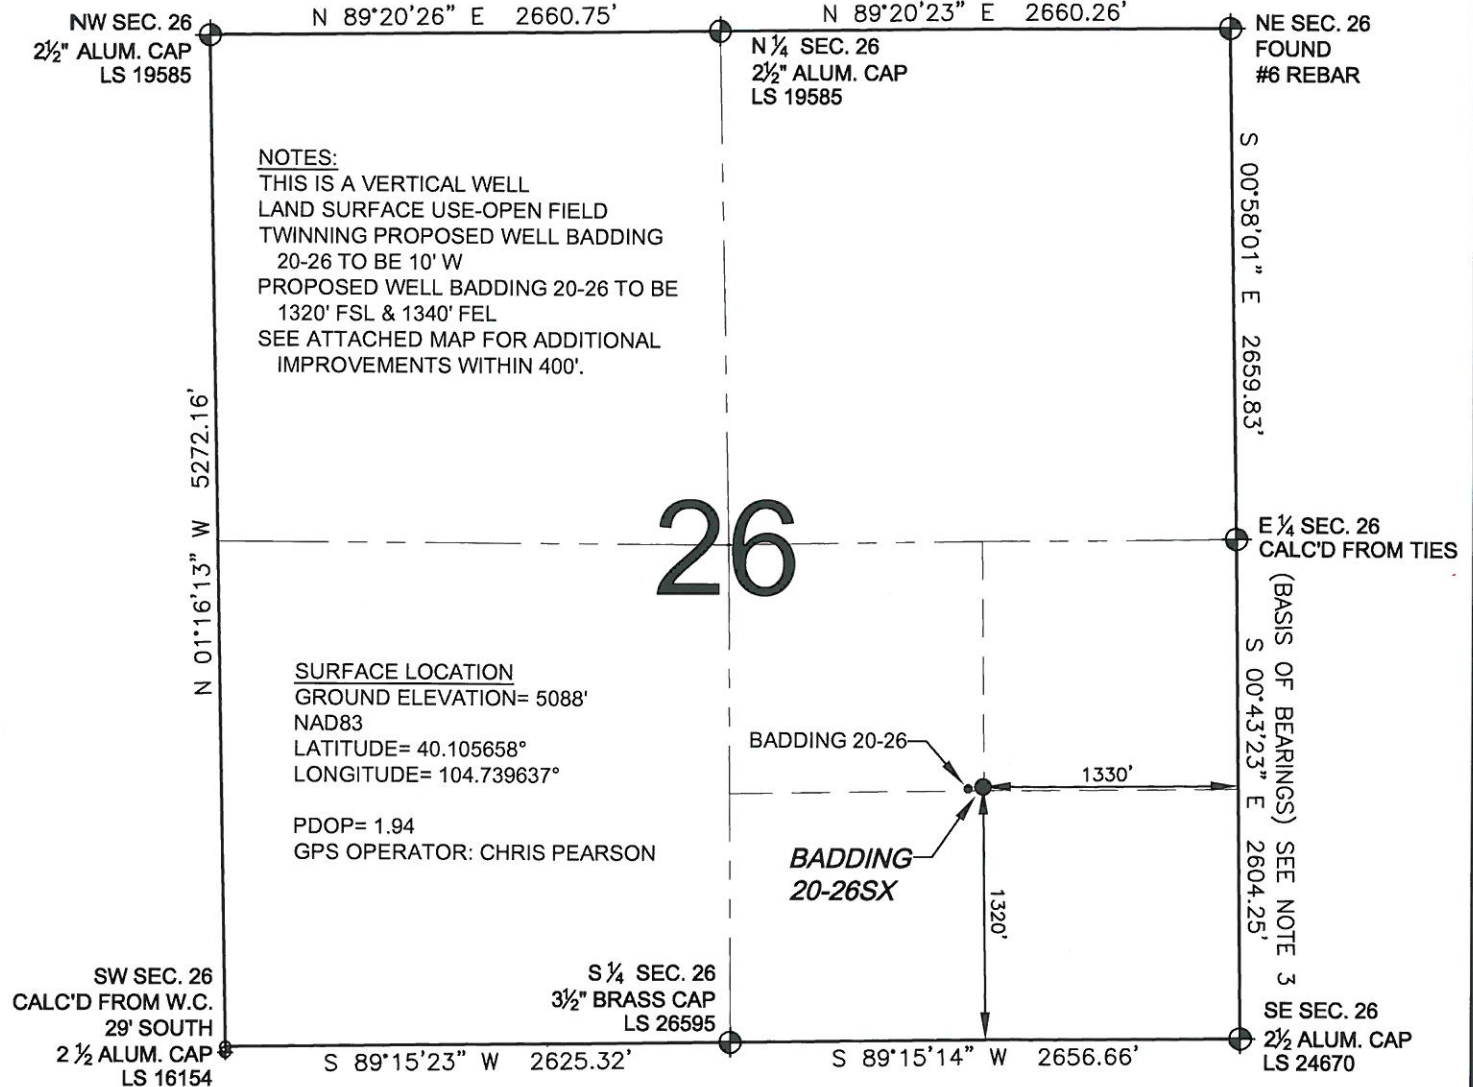 N 89°20'26" E 2660.75'
N 89°20'23" E 2660.26'
NW SEC. 26
2½" ALUM. CAP
LS 19585
N ¼ SEC. 26
2½" ALUM. CAP
LS 19585
NE SEC. 26
FOUND
#6 REBAR
NOTES:
THIS IS A VERTICAL WELL
LAND SURFACE USE-OPEN FIELD
TWINNING PROPOSED WELL BADDING
20-26 TO BE 10' W
PROPOSED WELL BADDING 20-26 TO BE
1320' FSL & 1340' FEL
SEE ATTACHED MAP FOR ADDITIONAL
IMPROVEMENTS WITHIN 400'.
S 00°58'01" E 2659.83'
N 01°16'13" W 5272.16'
26
E ¼ SEC. 26
CALC'D FROM TIES
(BASIS OF BEARINGS) SEE NOTE 3
S 00°43'23" E 2604.25'
SURFACE LOCATION
GROUND ELEVATION= 5088'
NAD83
LATITUDE= 40.105658°
LONGITUDE= 104.739637°
PDOP= 1.94
GPS OPERATOR: CHRIS PEARSON
BADDING 20-26
1330'
BADDING
20-26SX
1320'
SW SEC. 26
CALC'D FROM W.C.
29' SOUTH
2 ½ ALUM. CAP
LS 16154
S ¼ SEC. 26
3½" BRASS CAP
LS 26595
SE SEC. 26
2½ ALUM. CAP
LS 24670
S 89°15'23" W 2625.32'
S 89°15'14" W 2656.66'